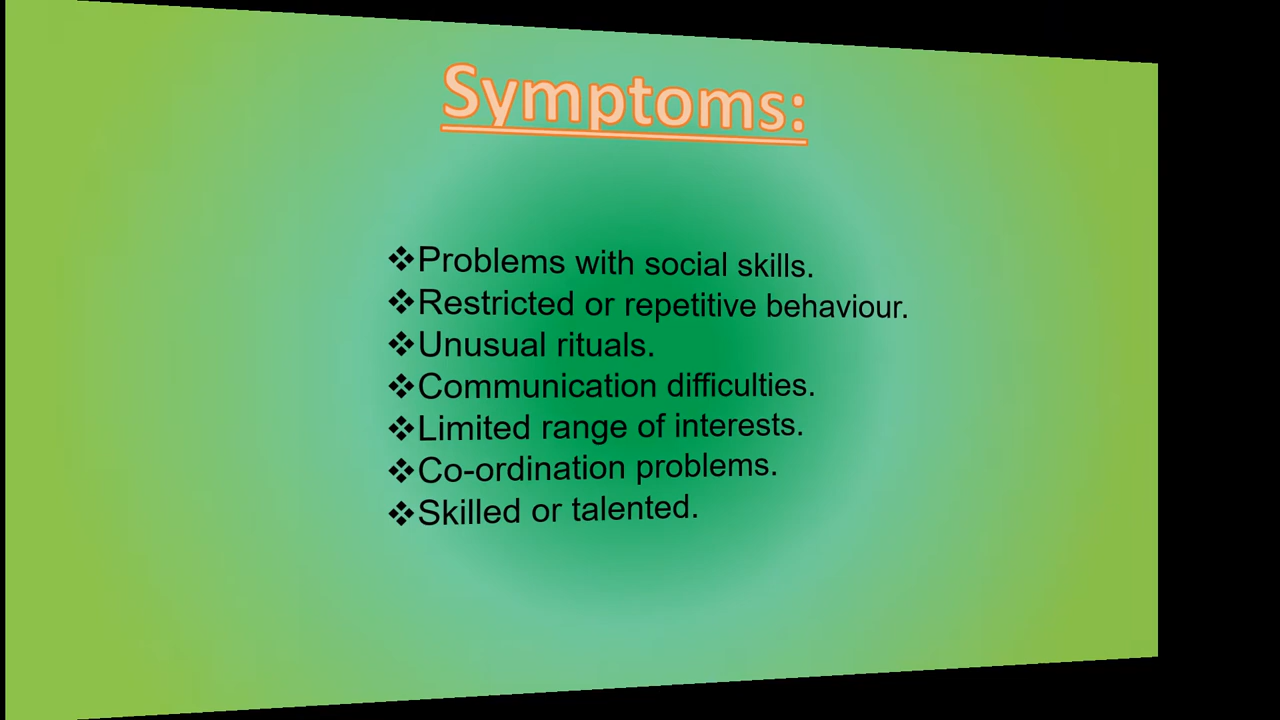 Symptoms:
❖Problems with social skills.
❖Restricted or repetitive behaviour.
❖Unusual rituals.
❖Communication difficulties.
❖Limited range of interests.
❖Co-ordination problems.
❖Skilled or talented.